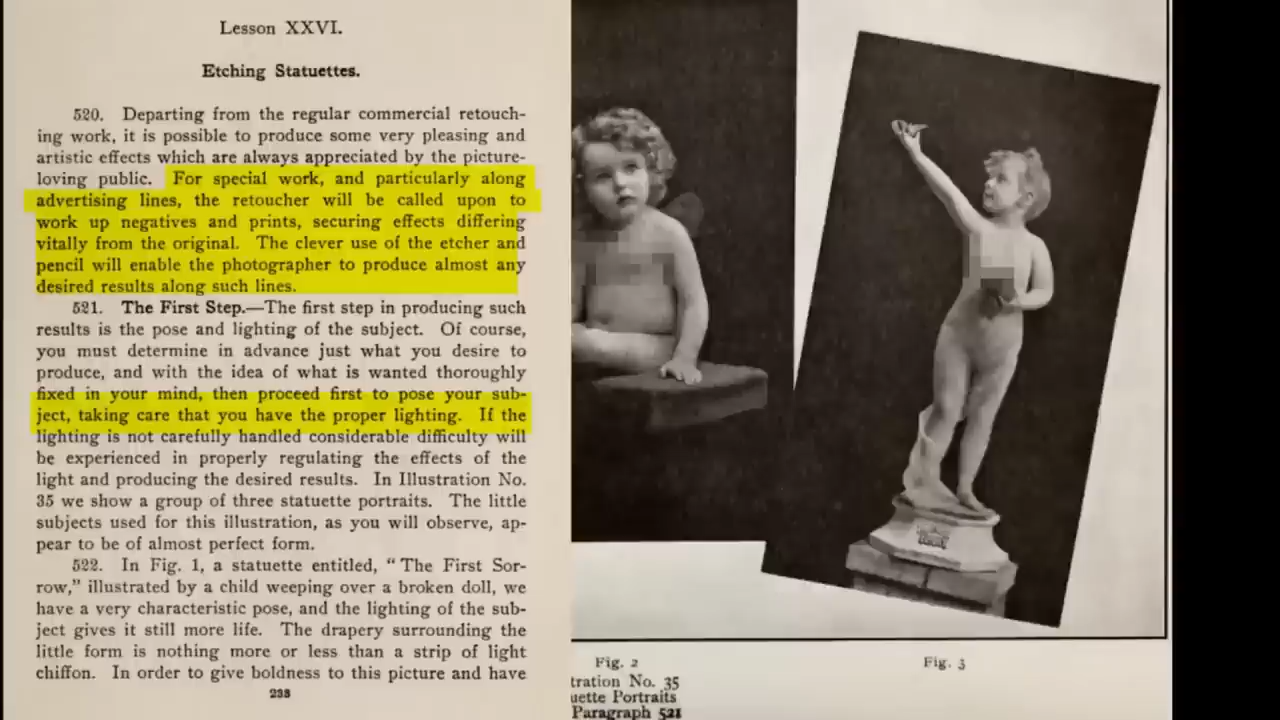 Lesson XXVI.
Etching Statuettes.
520. Departing from the regular commercial retouch-
ing work, it is possible to produce some very pleasing and
artistic effects which are always appreciated by the picture-
loving public. For special work, and particularly along
advertising lines, the retoucher will be called upon to
work up negatives and prints, securing effects differing
vitally from the original. The clever use of the etcher and
pencil will enable the photographer to produce almost any
desired results along such lines.
521. The First Step.—The first step in producing such
results is the pose and lighting of the subject. Of course,
you must determine in advance just what you desire to
produce, and with the idea of what is wanted thoroughly
fixed in your mind, then proceed first to pose your sub-
ject, taking care that you have the proper lighting. If the
lighting is not carefully handled considerable difficulty will
be experienced in properly regulating the effects of the
light and producing the desired results. In Illustration No.
35 we show a group of three statuette portraits. The little
subjects used for this illustration, as you will observe, ap-
pear to be of almost perfect form.
522. In Fig. 1, a statuette entitled, "The First Sor-
row," illustrated by a child weeping over a broken doll, we
have a very characteristic pose, and the lighting of the sub-
ject gives it still more life. The drapery surrounding the
little form is nothing more or less than a strip of light
chiffon. In order to give boldness to this picture and have
238
Fig. 2
Fig. 3
tration No. 35
uette Portraits
Paragraph 521